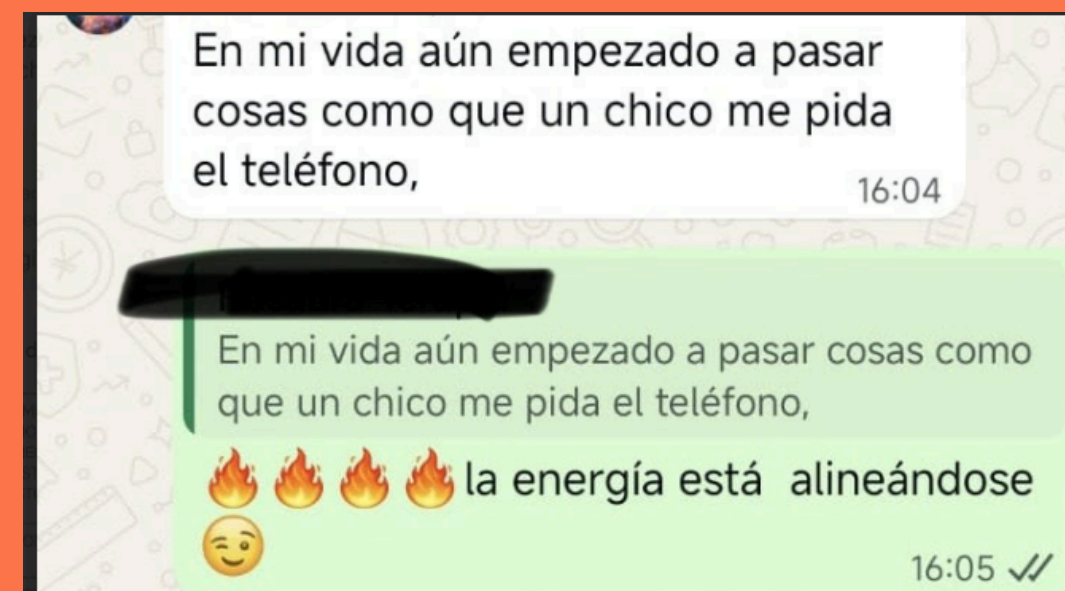 En mi vida aún empezado a pasar
cosas como que un chico me pida
el teléfono,
16:04
En mi vida aún empezado a pasar cosas como
que un chico me pida el teléfono,
🔥🔥🔥🔥 la energía está alineándose
😉
16:05